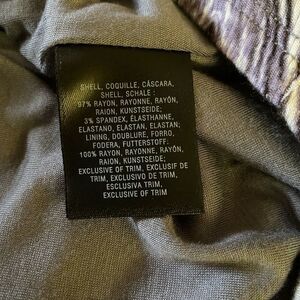 SHELL, COQUILLE, CÁSCARA,
SHELL, SCHALE :
97% RAYON, RAYONNE, RAYÓN,
RAION, KUNSTSEIDE;
3% SPANDEX, ÉLASTHANNE,
ELASTANO, ELASTAN, ELASTAN;
LINING, DOUBLURE, FORRO,
FODERA, FUTTERSTOFF:
100% RAYON, RAYONNE, RAYÓN,
RAION, KUNSTSEIDE;
EXCLUSIVE OF TRIM, EXCLUSIF DE
TRIM, EXCLUSIVO DE TRIM,
ESCLUSIVA TRIM,
EXCLUSIVE OF TRIM